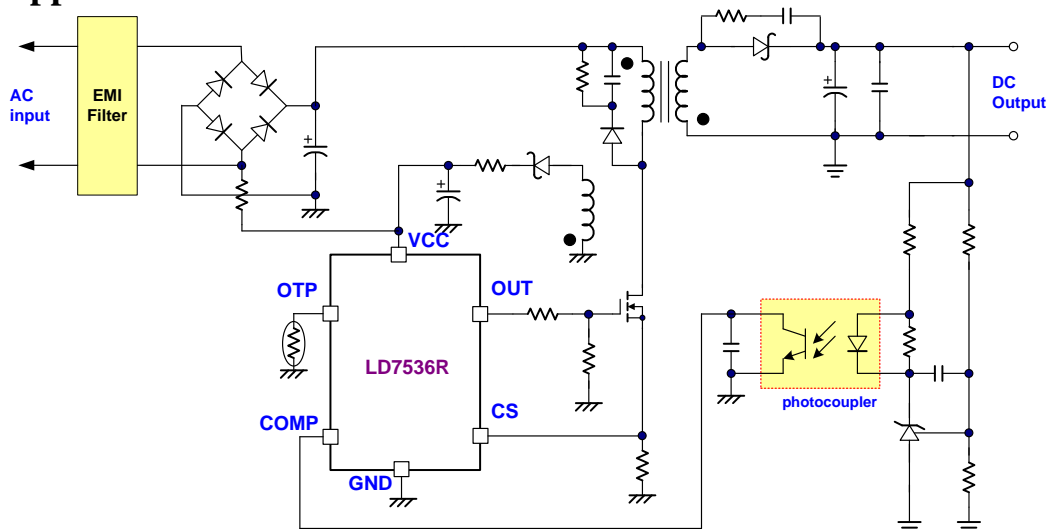 AC
input
EMI
Filter
DC
Output
VCC
OTP
OUT
LD7536R
photocoupler
COMP
CS
GND